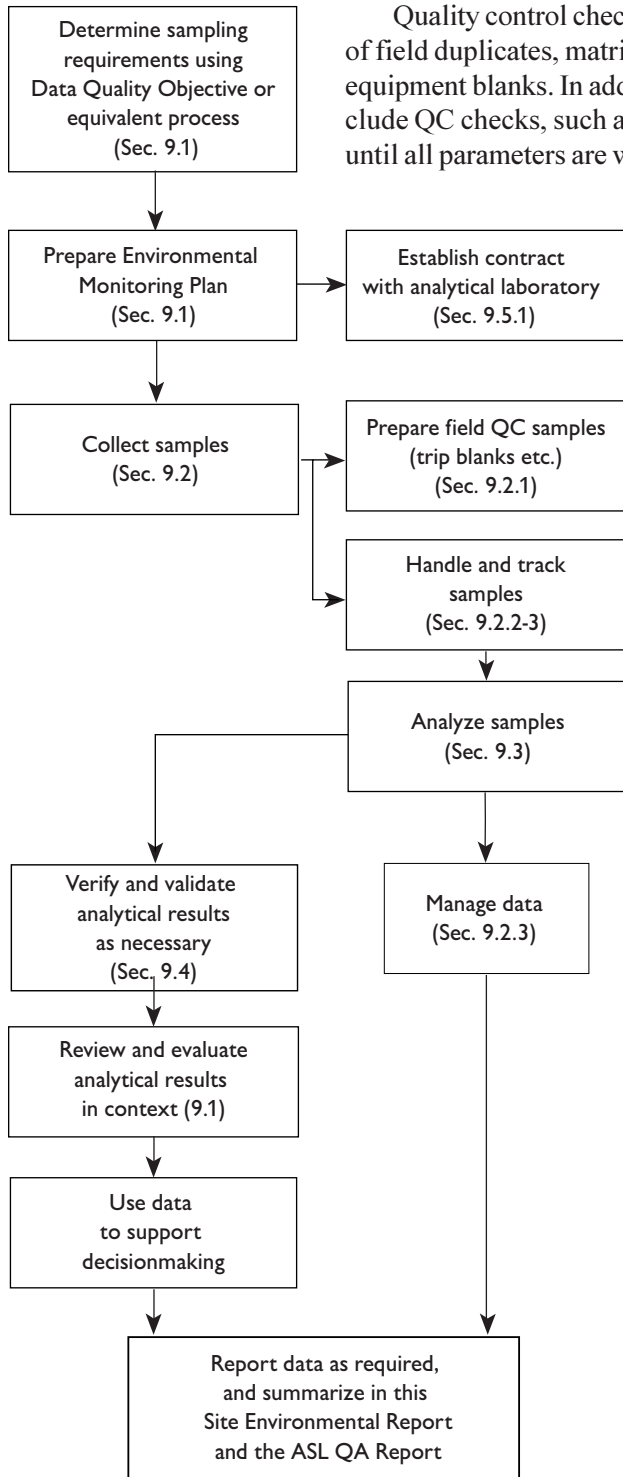 Quality control chec
of field duplicates, matri
equipment blanks. In add
clude QC checks, such a
until all parameters are w
Determine sampling
requirements using
Data Quality Objective or
equivalent process
(Sec. 9.1)
Prepare Environmental
Monitoring Plan
(Sec. 9.1)
Establish contract
with analytical laboratory
(Sec. 9.5.1)
Collect samples
(Sec. 9.2)
Prepare field QC samples
(trip blanks etc.)
(Sec. 9.2.1)
Handle and track
samples
(Sec. 9.2.2-3)
Analyze samples
(Sec. 9.3)
Verify and validate
analytical results
as necessary
(Sec. 9.4)
Manage data
(Sec. 9.2.3)
Review and evaluate
analytical results
in context (9.1)
Use data
to support
decisionmaking
Report data as required,
and summarize in this
Site Environmental Report
and the ASL QA Report